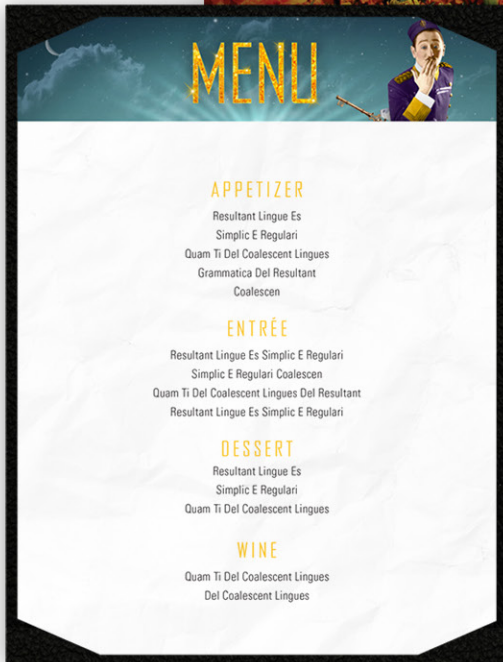 MENU
APPETIZER
Resultant Lingue Es
Simplic E Regulari
Quam Ti Del Coalescent Lingues
Grammatica Del Resultant
Coalescen
ENTRÉE
Resultant Lingue Es Simplic E Regulari
Simplic E Regulari Coalescen
Quam Ti Del Coalescent Lingues Del Resultant
Resultant Lingue Es Simplic E Regulari
DESSERT
Resultant Lingue Es
Simplic E Regulari
Quam Ti Del Coalescent Lingues
WINE
Quam Ti Del Coalescent Lingues
Del Coalescent Lingues